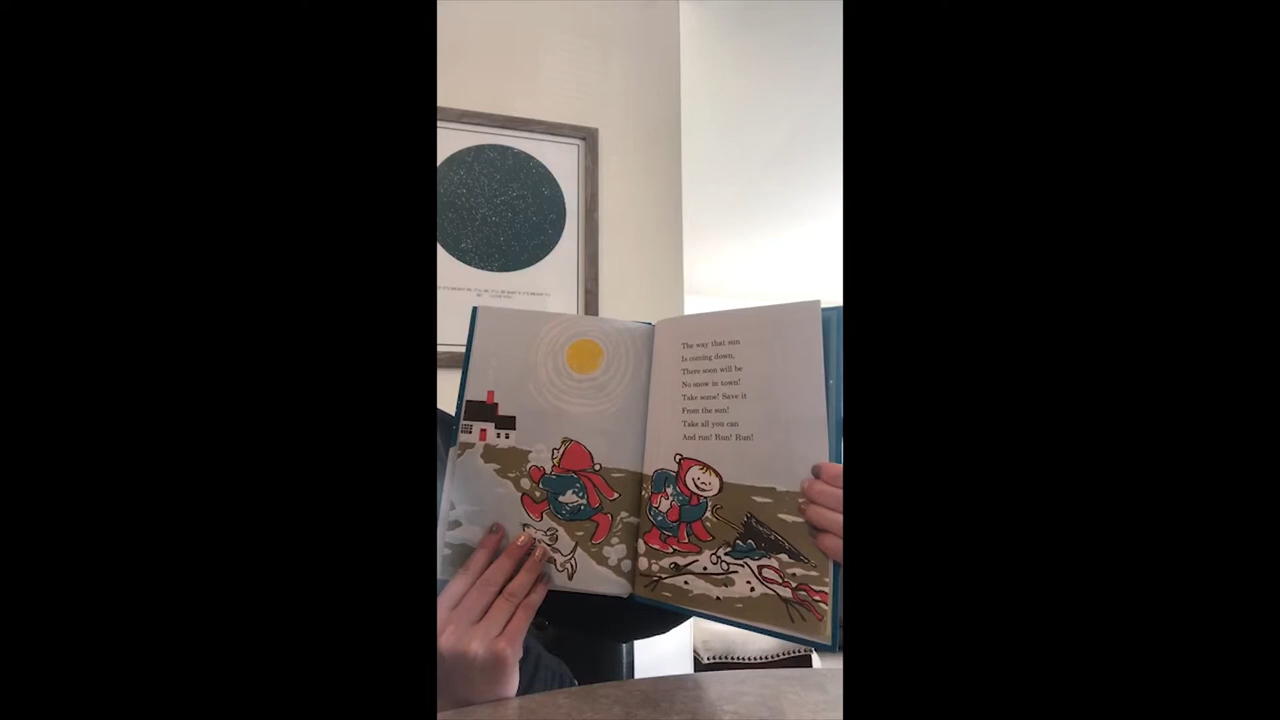 The way that sun
Is coming down,
There soon will be
No snow in town!
Take some! Save it
From the sun!
Take all you can
And run! Run! Run!